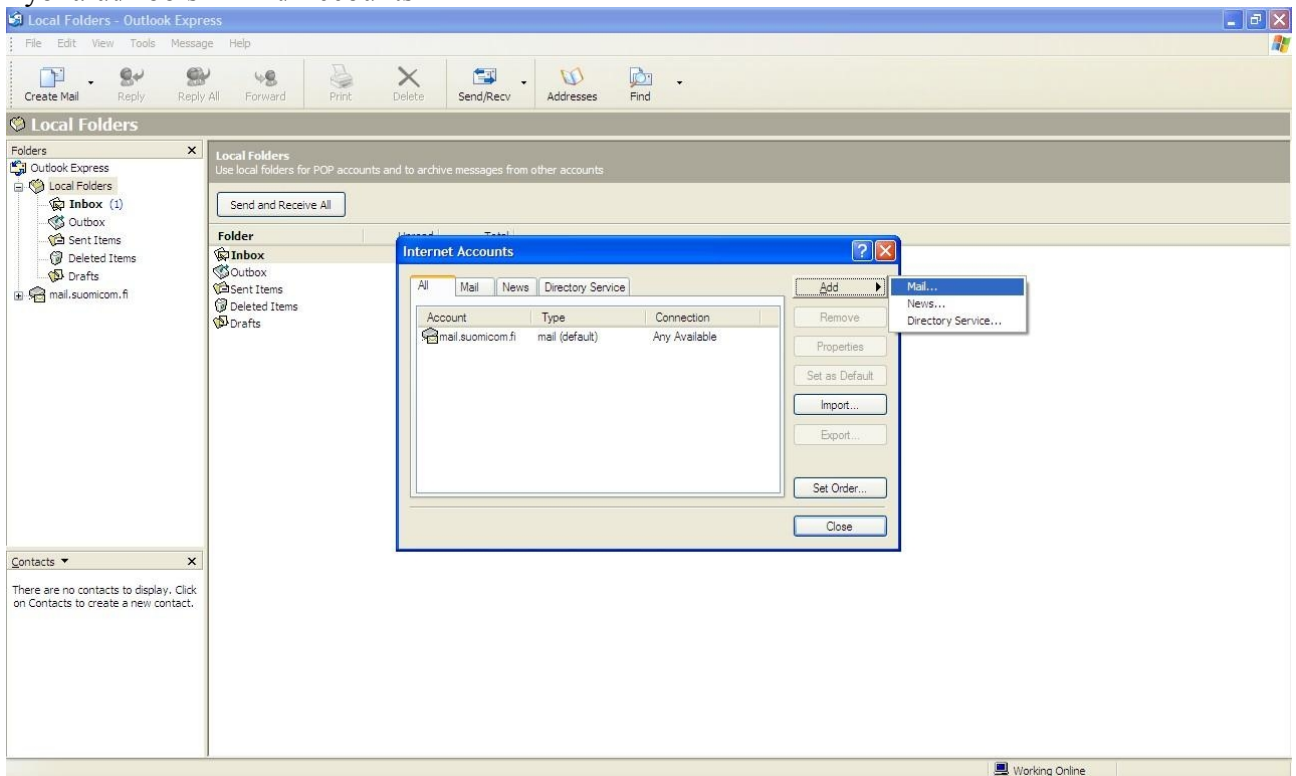 Local Folders - Outlook Express
File Edit View Tools Message Help
Create Mail Reply Reply All Forward Print Delete Send/Recv Addresses Find
Local Folders
Folders
Outlook Express
Local Folders
Inbox (1)
Outbox
Sent Items
Deleted Items
Drafts
mail.suomicom.fi
Contacts
There are no contacts to display. Click
on Contacts to create a new contact.
Local Folders
Use local folders for POP accounts and to archive messages from other accounts
Send and Receive All
Folder Unread Total
Inbox
Outbox
Sent Items
Deleted Items
Drafts
Internet Accounts
All Mail News Directory Service
Account Type Connection
mail.suomicom.fi mail (default) Any Available
Add
Remove
Properties
Set as Default
Import...
Export...
Set Order...
Close
Mail...
News...
Directory Service...
Working Online